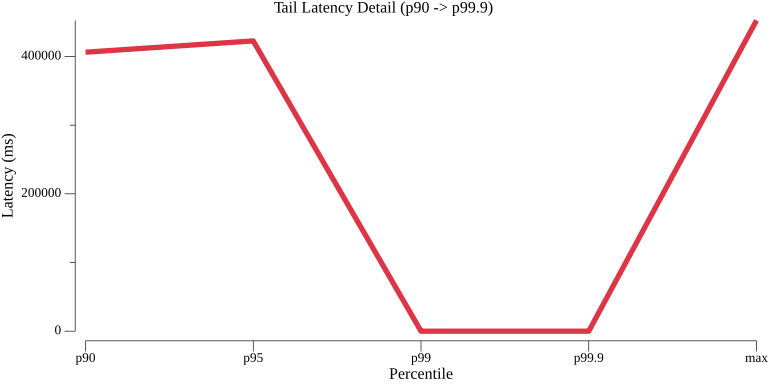 Tail Latency Detail (p90 -> p99.9)
Latency (ms)
400000
200000
0
p90 p95 p99 p99.9 max
Percentile